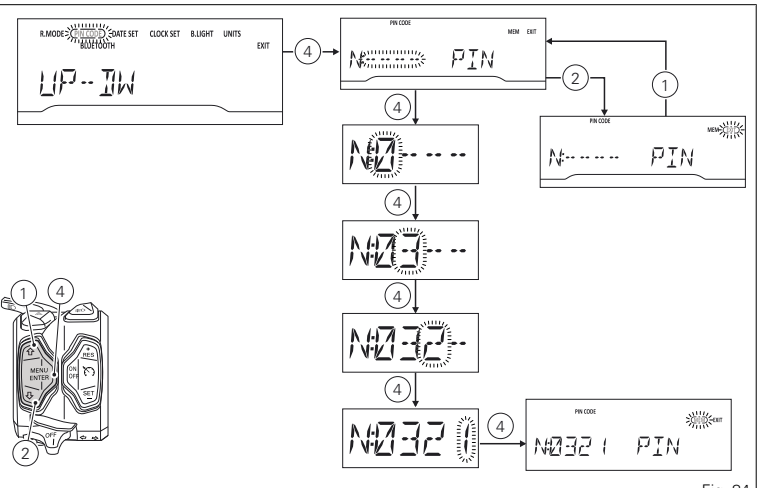 R.MODE PIN CODE DATE SET CLOCK SET B.LIGHT UNITS
BLUETOOTH
EXIT
UP--DW
4
PIN CODE
MEM EXIT
N:---- PIN
2
1
PIN CODE
MEM EXIT
N:---- PIN
4
N:0---
4
N:03--
4
N:032-
4
N:0321
4
PIN CODE
MEM EXIT
N:0321 PIN
1
4
MENU
ENTER
RES
ON
OFF
SET
OFF
2